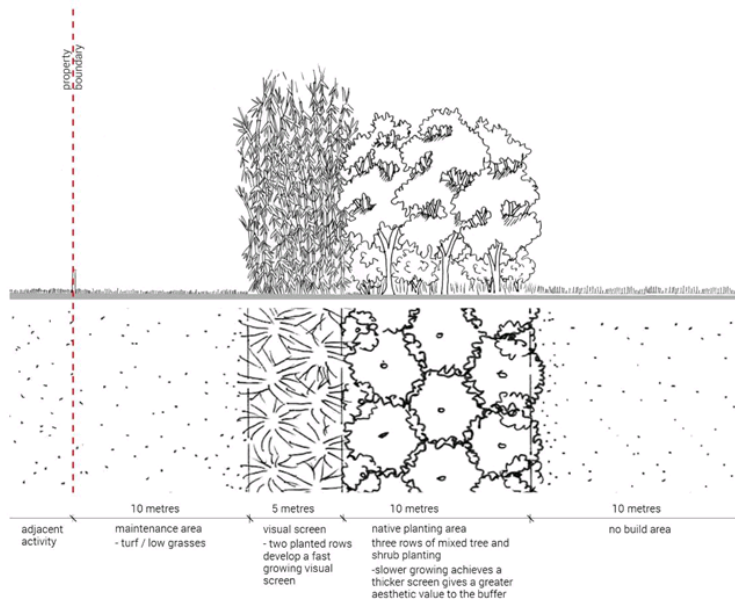 property
boundary
10 metres
5 metres
10 metres
10 metres
adjacent
activity
maintenance area
- turf / low grasses
visual screen
- two planted rows
develop a fast
growing visual
screen
native planting area
three rows of mixed tree and
shrub planting
-slower growing achieves a
thicker screen gives a greater
aesthetic value to the buffer
no build area